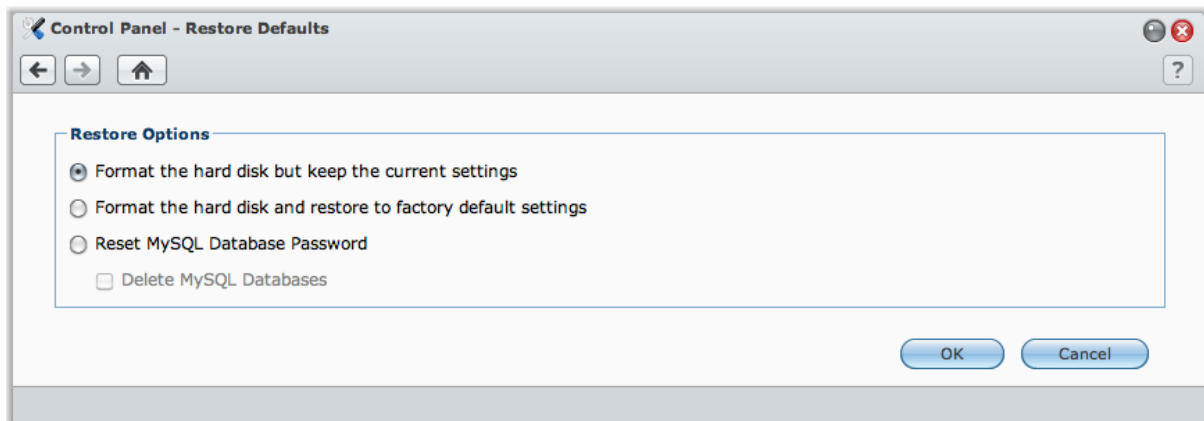 Control Panel - Restore Defaults
?
Restore Options
Format the hard disk but keep the current settings
Format the hard disk and restore to factory default settings
Reset MySQL Database Password
Delete MySQL Databases
OK Cancel